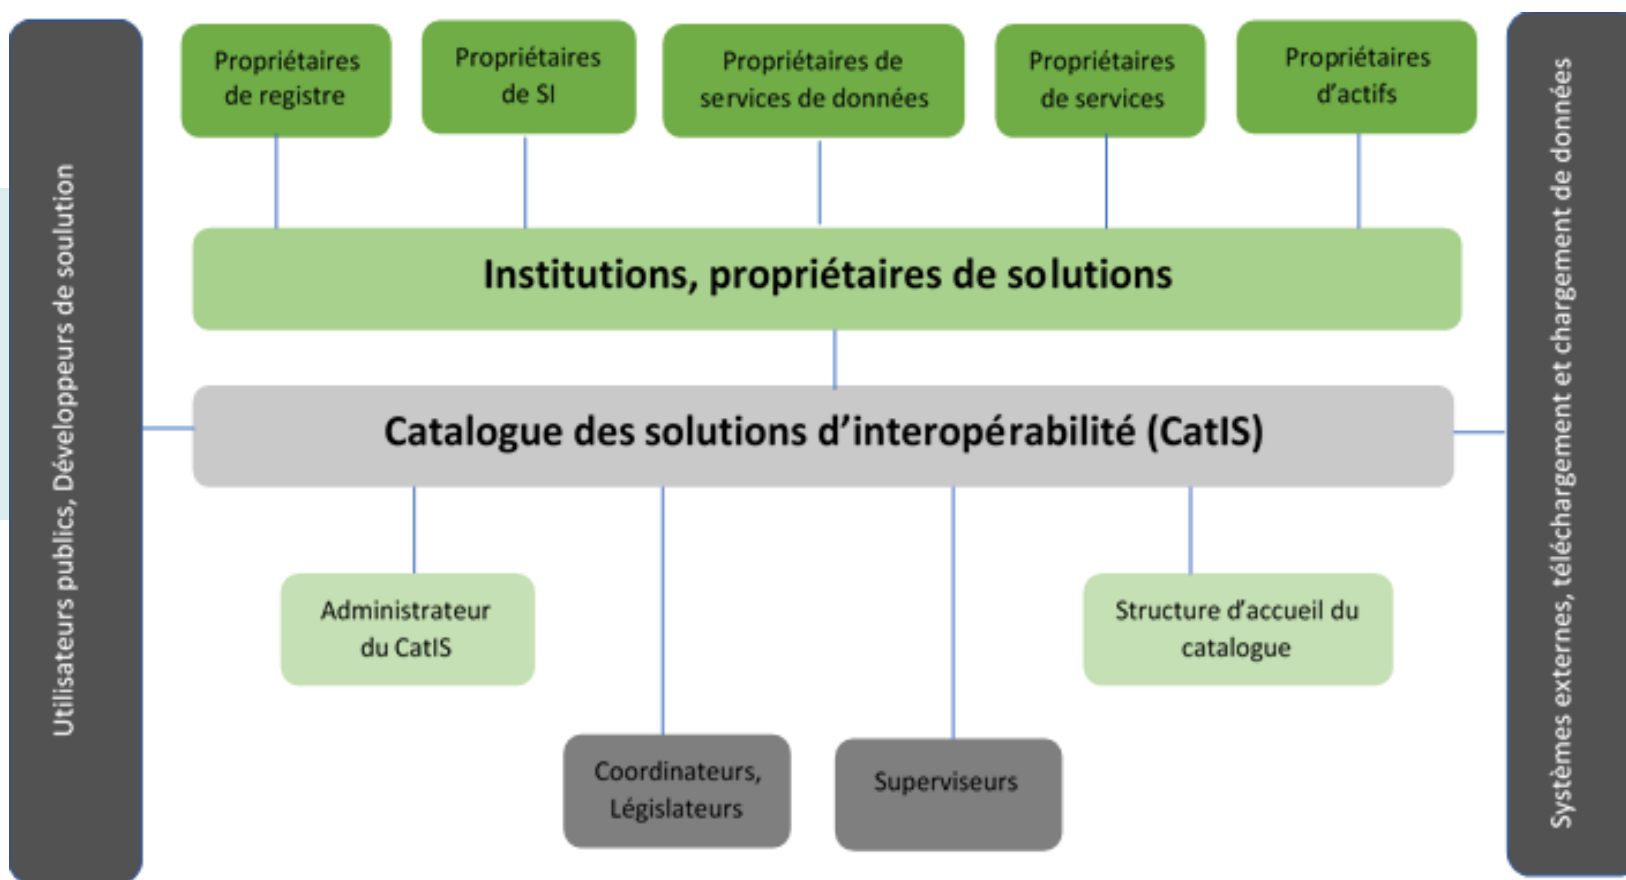 Utilisateurs publics, Développeurs de soulution
Propriétaires
de registre
Propriétaires
de SI
Propriétaires de
services de données
Propriétaires
de services
Propriétaires
d’actifs
Institutions, propriétaires de solutions
Catalogue des solutions d’interopérabilité (CatIS)
Administrateur
du CatIS
Structure d’accueil du
catalogue
Coordinateurs,
Législateurs
Superviseurs
Systèmes externes, téléchargement et chargement de données